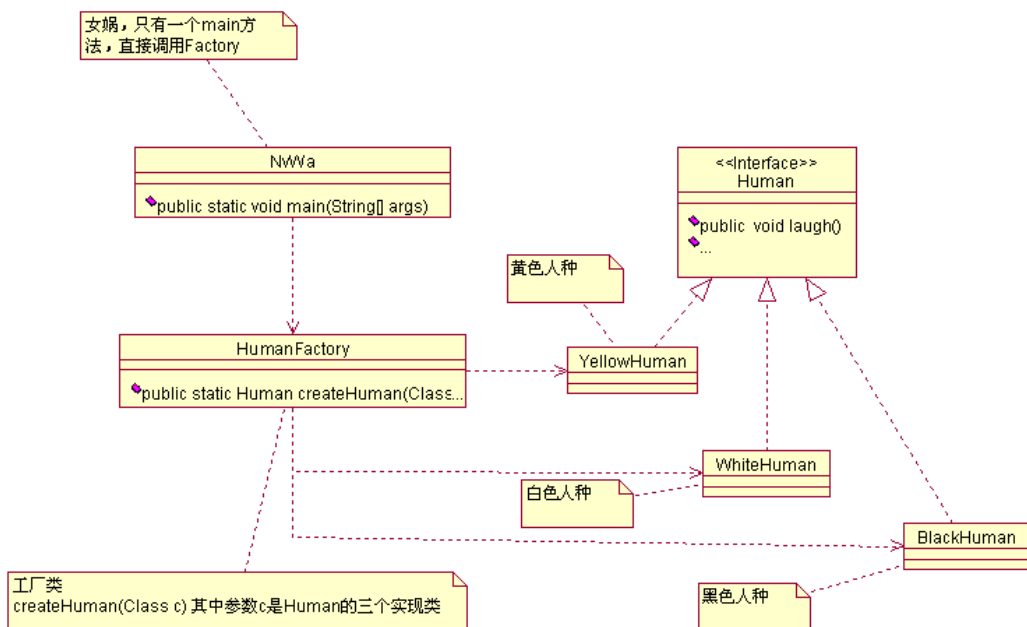 女娲，只有一个main方
法，直接调用Factory
NvWa
public static void main(String[] args)
<<Interface>>
Human
public void laugh()
...
黄色人种
HumanFactory
public static Human createHuman(Class...
YellowHuman
WhiteHuman
白色人种
BlackHuman
工厂类
createHuman(Class c) 其中参数c是Human的三个实现类
黑色人种